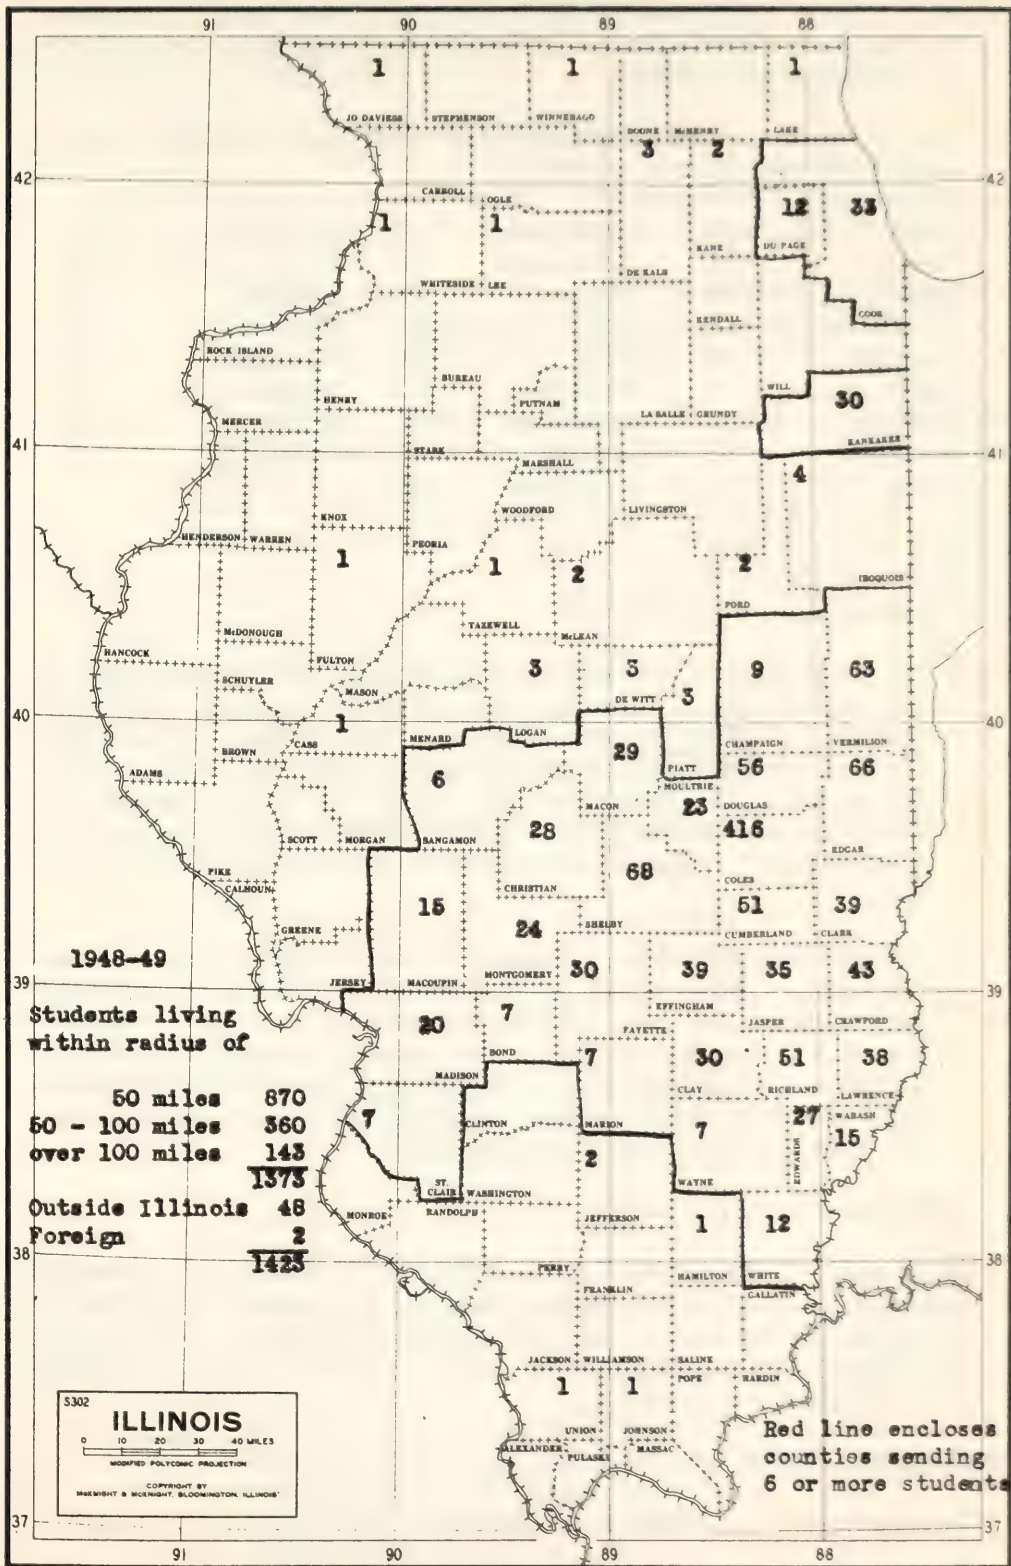 91 90 89 88
1 1 1
JO DAVIESS STEPHENSON WINNEBAGO BOONE McHENRY LAKE
3 2
42 42
CARROLL OGLE 12 33
1 1
KANE DU PAGE
WHITESIDE LEE DE KALB
KENDALL COOK
ROCK ISLAND
BUREAU WILL
HENRY PUTNAM 30
MERCER LA SALLE GRUNDY
41 STARK KANKAKEE 41
MARSHALL 4
WOODFORD LIVINGSTON
KNOX
HENDERSON WARREN PEORIA
1 1 2 2
IROQUOIS
FORD
McDONOUGH TAZEWELL McLEAN
HANCOCK FULTON
3 3 9 63
SCHUYLER MASON 3
DE WITT
40 1 40
MENARD LOGAN
CASS 29 CHAMPAIGN VERMILION
BROWN 56 66
ADAMS 6 PIATT
MOULTRIE
MACON 23 DOUGLAS
28 416
SCOTT MORGAN SANGAMON EDGAR
68
PIKE COLES
CALHOUN CHRISTIAN
15 51 39
GREENE 24 SHELBY CUMBERLAND CLARK
1948-49 30 39 35 43
JERSEY MACOUPIN MONTGOMERY
39 39
Students living EFFINGHAM
within radius of 20 7 FAYETTE JASPER CRAWFORD
BOND 7 30 51 38
MADISON CLAY RICHLAND LAWRENCE
50 miles 870
7 CLINTON MARION 7 27 WABASH
50 - 100 miles 360 EDWARDS 15
over 100 miles 143 2
1373 ST. CLAIR WASHINGTON WAYNE
Outside Illinois 48 MONROE RANDOLPH 1 12
JEFFERSON
Foreign 2
38 1423 38
PERRY HAMILTON WHITE
FRANKLIN GALLATIN
JACKSON WILLIAMSON SALINE
1 1 POPE HARDIN
S302
ILLINOIS
0 10 20 30 40 MILES
MODIFIED POLYCONIC PROJECTION
COPYRIGHT BY
McKNIGHT & McKNIGHT, BLOOMINGTON, ILLINOIS
UNION JOHNSON
ALEXANDER MASSAC
PULASKI
Red line encloses
counties sending
6 or more students
37 37
91 90 89 88